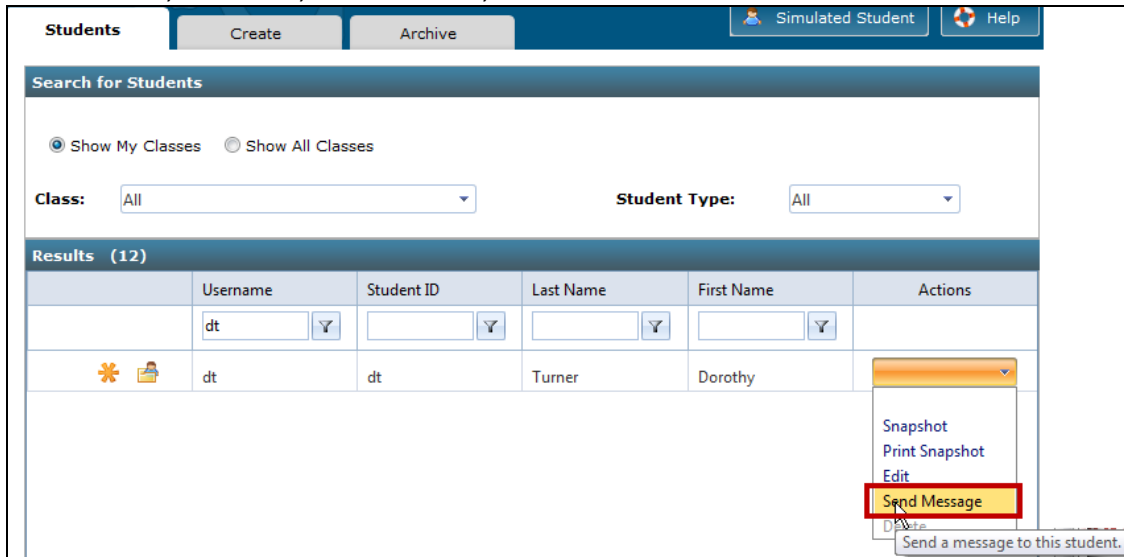 Students Create Archive Simulated Student Help
Search for Students
Show My Classes Show All Classes
Class: All Student Type: All
Results (12)
Username Student ID Last Name First Name Actions
dt
dt dt Turner Dorothy
Snapshot
Print Snapshot
Edit
Send Message
Delete
Send a message to this student.